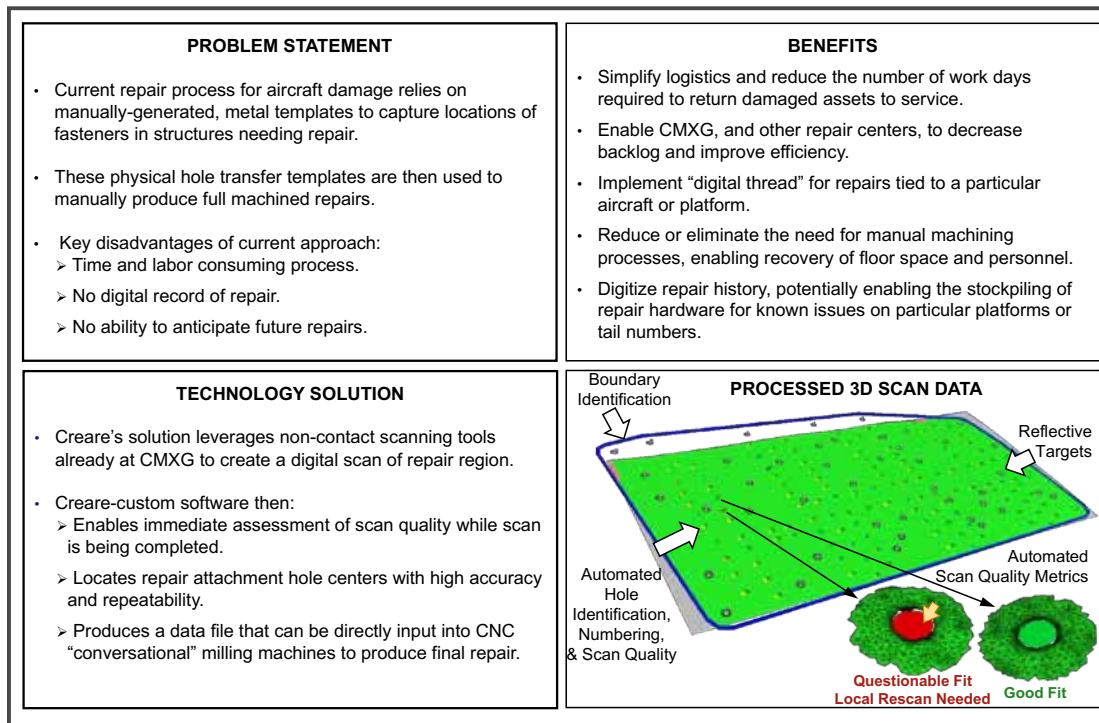 PROBLEM STATEMENT
• Current repair process for aircraft damage relies on
manually-generated, metal templates to capture locations of
fasteners in structures needing repair.
• These physical hole transfer templates are then used to
manually produce full machined repairs.
• Key disadvantages of current approach:
➢ Time and labor consuming process.
➢ No digital record of repair.
➢ No ability to anticipate future repairs.
BENEFITS
• Simplify logistics and reduce the number of work days
required to return damaged assets to service.
• Enable CMXG, and other repair centers, to decrease
backlog and improve efficiency.
• Implement “digital thread” for repairs tied to a particular
aircraft or platform.
• Reduce or eliminate the need for manual machining
processes, enabling recovery of floor space and personnel.
• Digitize repair history, potentially enabling the stockpiling of
repair hardware for known issues on particular platforms or
tail numbers.
TECHNOLOGY SOLUTION
• Creare’s solution leverages non-contact scanning tools
already at CMXG to create a digital scan of repair region.
• Creare-custom software then:
➢ Enables immediate assessment of scan quality while scan
is being completed.
➢ Locates repair attachment hole centers with high accuracy
and repeatability.
➢ Produces a data file that can be directly input into CNC
“conversational” milling machines to produce final repair.
PROCESSED 3D SCAN DATA
Boundary
Identification
Reflective
Targets
Automated
Hole
Identification,
Numbering,
& Scan Quality
Automated
Scan Quality Metrics
Questionable Fit
Local Rescan Needed
Good Fit